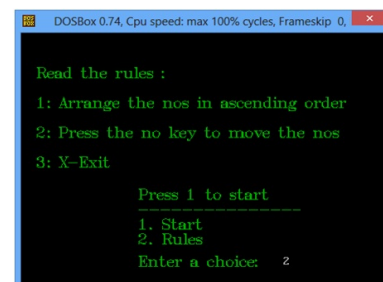 DOSBox 0.74, Cpu speed: max 100% cycles, Frameskip 0,
Read the rules :
1: Arrange the nos in ascending order
2: Press the no key to move the nos
3: X-Exit
Press 1 to start
----------------
1. Start
2. Rules
Enter a choice: 2